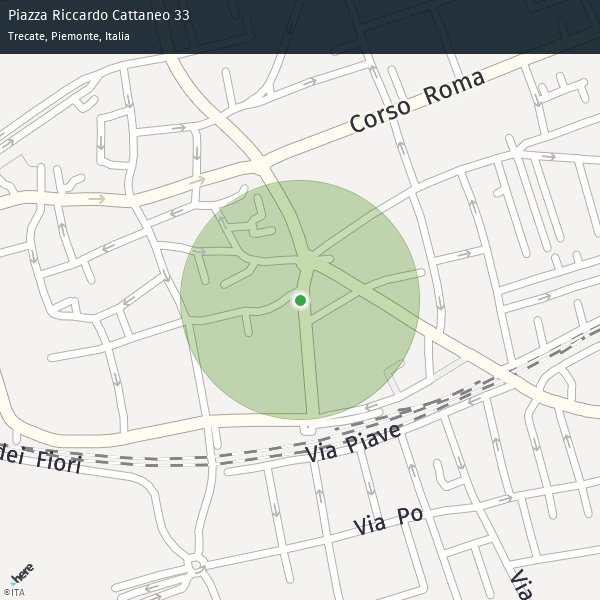 Piazza Riccardo Cattaneo 33
Trecate, Piemonte, Italia
Corso Roma
dei Fiori
Via Piave
Via Po
Via
here
©ITA